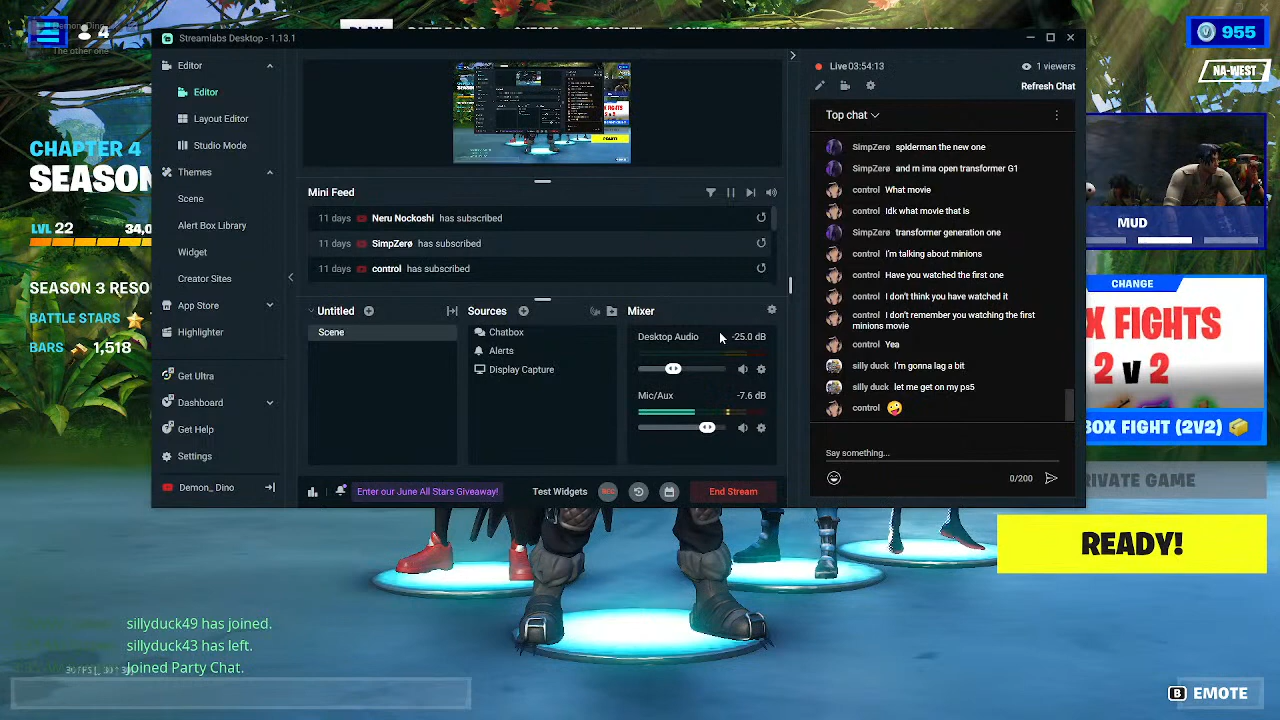 4
The other one
955
NA-WEST
CHAPTER 4
SEASON
LVL 22
34,0
SEASON 3 RESO
BATTLE STARS
BARS
1,518
Streamlabs Desktop - 1.13.1
Editor
Editor
Layout Editor
Studio Mode
Themes
Scene
Alert Box Library
Widget
Creator Sites
App Store
Highlighter
Get Ultra
Dashboard
Get Help
Settings
Demon_ Dino
Mini Feed
11 days Neru Nockoshi has subscribed
11 days SimpZerø has subscribed
11 days control has subscribed
Untitled
Scene
Sources
Chatbox
Alerts
Display Capture
Mixer
Desktop Audio -25.0 dB
Mic/Aux -7.6 dB
Enter our June All Stars Giveaway!
Test Widgets
REC
End Stream
Live 03:54:13
1 viewers
Refresh Chat
Top chat
SimpZerø spiderman the new one
SimpZerø and rn ima open transformer G1
control What movie
control Idk what movie that is
SimpZerø transformer generation one
control I'm talking about minions
control Have you watched the first one
control I don't think you have watched it
control I don't remember you watching the first
minions movie
control Yea
silly duck I'm gonna lag a bit
silly duck let me get on my ps5
control 🤪
Say something...
0/200
MUD
CHANGE
X FIGHTS
2 v 2
BOX FIGHT (2V2)
RIVATE GAME
READY!
sillyduck49 has joined.
sillyduck43 has left.
Joined Party Chat.
B EMOTE